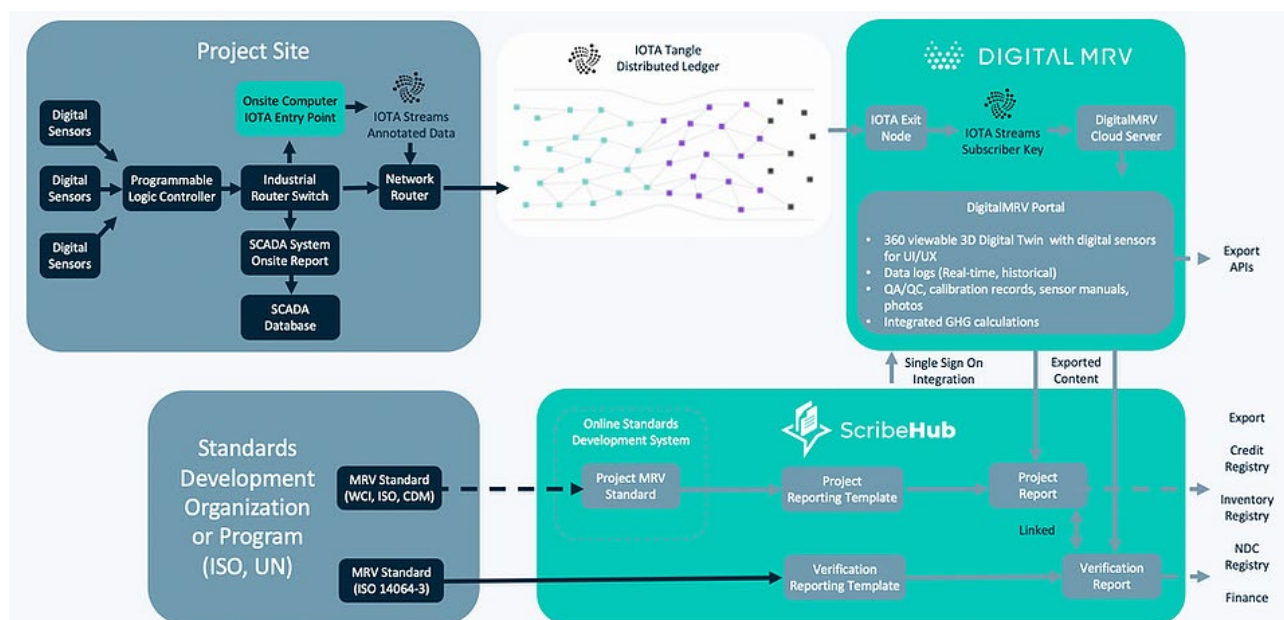 Project Site
Digital
Sensors
Digital
Sensors
Digital
Sensors
Programmable
Logic Controller
Onsite Computer
IOTA Entry Point
IOTA Streams
Annotated Data
Industrial
Router Switch
Network
Router
SCADA System
Onsite Report
SCADA
Database
IOTA Tangle
Distributed Ledger
DIGITAL MRV
IOTA Exit
Node
IOTA Streams
Subscriber Key
DigitalMRV
Cloud Server
DigitalMRV Portal
• 360 viewable 3D Digital Twin with digital sensors
for UI/UX
• Data logs (Real-time, historical)
• QA/QC, calibration records, sensor manuals,
photos
• Integrated GHG calculations
Export
APIs
Single Sign On
Integration
Exported
Content
Standards
Development
Organization
or Program
(ISO, UN)
MRV Standard
(WCI, ISO, CDM)
MRV Standard
(ISO 14064-3)
Online Standards
Development System
Project MRV
Standard
ScribeHub
Project
Reporting Template
Project
Report
Linked
Verification
Reporting Template
Verification
Report
Export
Credit
Registry
Inventory
Registry
NDC
Registry
Finance